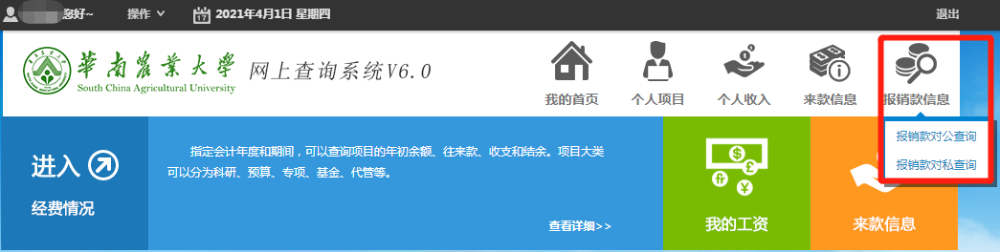 您好~ 操作 17 2021年4月1日 星期四 退出
華南農業大學 网上查询系统V6.0
South China Agricultural University
我的首页 个人项目 个人收入 来款信息 报销款信息
报销款对公查询
报销款对私查询
进入
经费情况
指定会计年度和期间，可以查询项目的年初余额、往来款、收支和结余。项目大类
可以分为科研、预算、专项、基金、代管等。
查看详细>>
我的工资
来款信息